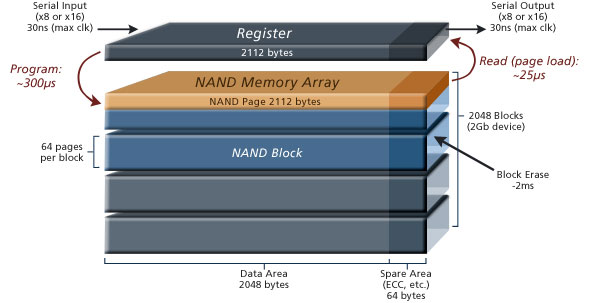 Serial Input
(x8 or x16)
30ns (max clk)
Serial Output
(x8 or x16)
30ns (max clk)
Register
2112 bytes
Program:
~300µs
Read (page load):
~25µs
NAND Memory Array
NAND Page 2112 bytes
2048 Blocks
(2Gb device)
64 pages
per block
NAND Block
Block Erase
-2ms
Data Area
2048 bytes
Spare Area
(ECC, etc.)
64 bytes